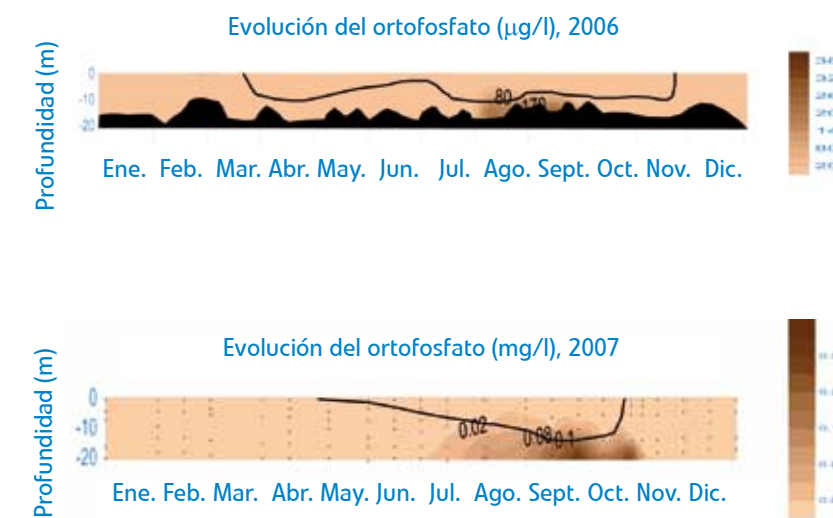 Evolución del ortofosfato (µg/l), 2006
Profundidad (m)
0
-10
-20
80
170
Ene. Feb. Mar. Abr. May. Jun. Jul. Ago. Sept. Oct. Nov. Dic.
Evolución del ortofosfato (mg/l), 2007
Profundidad (m)
0
-10
-20
0.02
0.08
0.1
Ene. Feb. Mar. Abr. May. Jun. Jul. Ago. Sept. Oct. Nov. Dic.